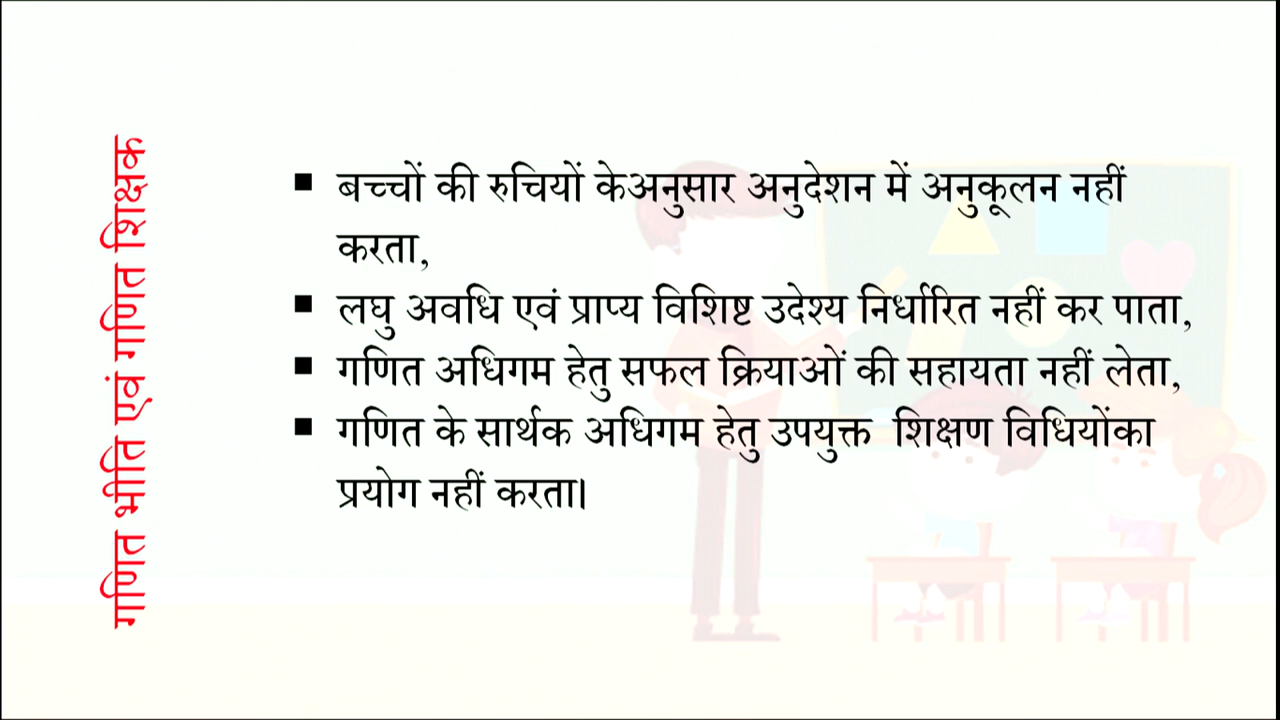 गणित भीति एवं गणित शिक्षक
▪ बच्चों की रुचियों केअनुसार अनुदेशन में अनुकूलन नहीं
करता,
▪ लघु अवधि एवं प्राप्य विशिष्ट उदेश्य निर्धारित नहीं कर पाता,
▪ गणित अधिगम हेतु सफल क्रियाओं की सहायता नहीं लेता,
▪ गणित के सार्थक अधिगम हेतु उपयुक्त शिक्षण विधियोंका
प्रयोग नहीं करता।